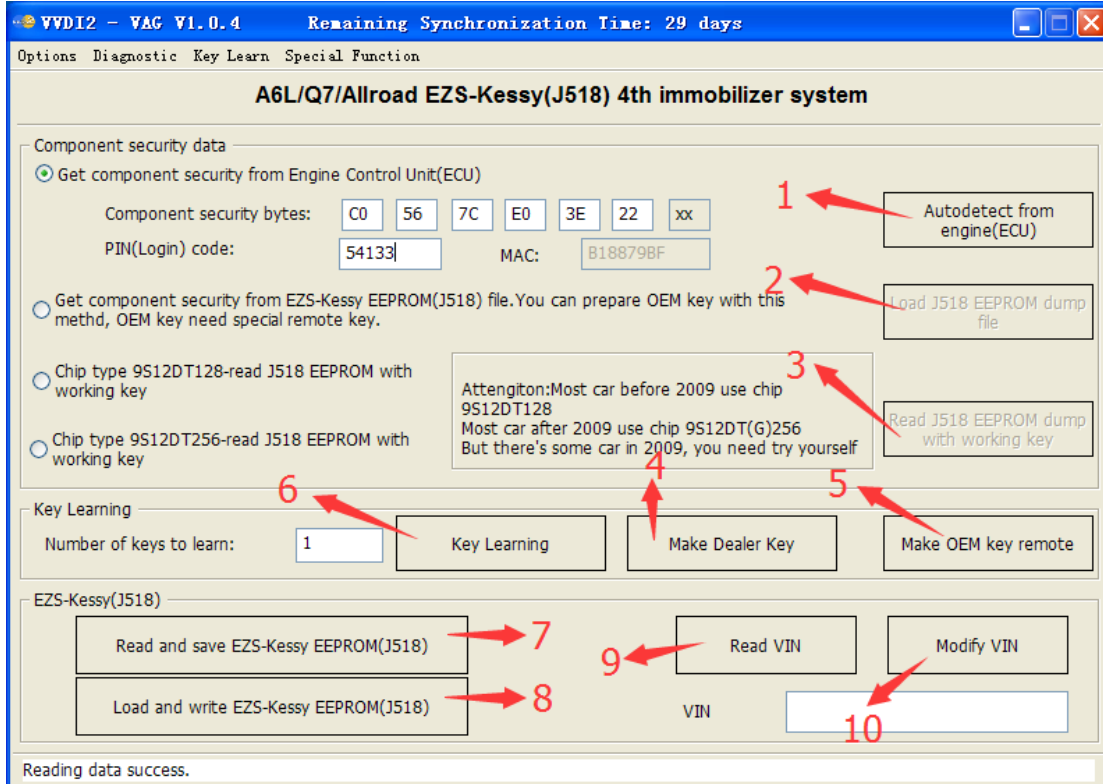 VVDI2 - VAG V1.0.4 Remaining Synchronization Time: 29 days
Options Diagnostic Key Learn Special Function
A6L/Q7/Allroad EZS-Kessy(J518) 4th immobilizer system
Component security data
Get component security from Engine Control Unit(ECU)
1
Autodetect from
engine(ECU)
Component security bytes: C0 56 7C E0 3E 22 xx
PIN(Login) code: 54133 MAC: B18879BF
2
Get component security from EZS-Kessy EEPROM(J518) file.You can prepare OEM key with this
methd, OEM key need special remote key.
Load J518 EEPROM dump
file
Chip type 9S12DT128-read J518 EEPROM with
working key
3
Attengiton:Most car before 2009 use chip
9S12DT128
Most car after 2009 use chip 9S12DT(G)256
But there's some car in 2009, you need try yourself
Read J518 EEPROM dump
with working key
Chip type 9S12DT256-read J518 EEPROM with
working key
6
4
5
Key Learning
Number of keys to learn: 1 Key Learning Make Dealer Key Make OEM key remote
EZS-Kessy(J518)
Read and save EZS-Kessy EEPROM(J518) 7 9 Read VIN Modify VIN
Load and write EZS-Kessy EEPROM(J518) 8 VIN 10
Reading data success.